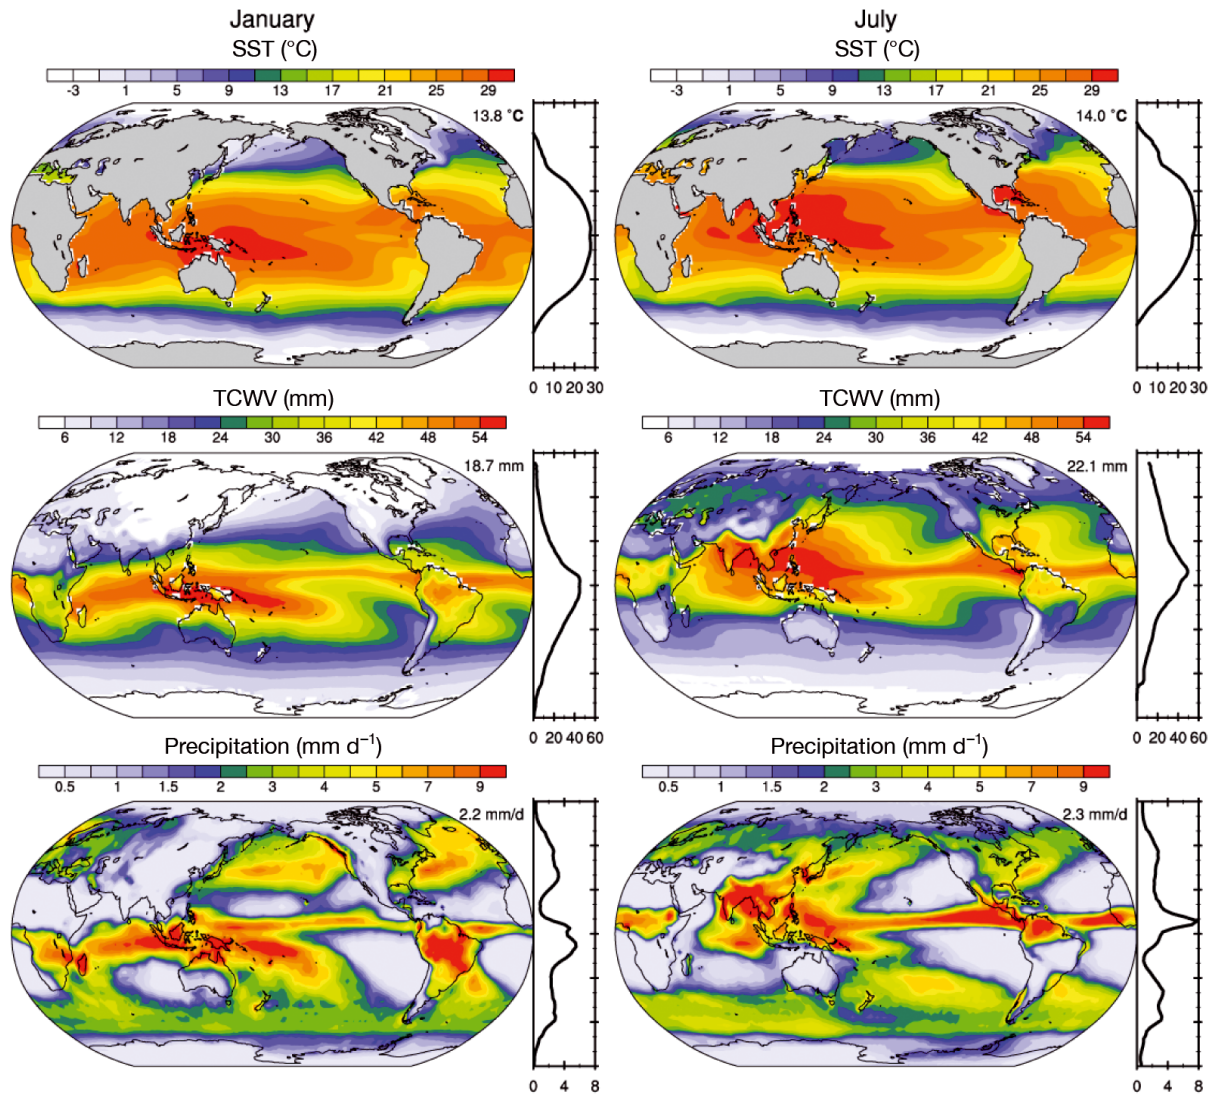 January
July
SST (°C)
SST (°C)
-3 1 5 9 13 17 21 25 29
-3 1 5 9 13 17 21 25 29
13.8 °C
14.0 °C
0 10 20 30
0 10 20 30
TCWV (mm)
TCWV (mm)
6 12 18 24 30 36 42 48 54
6 12 18 24 30 36 42 48 54
18.7 mm
22.1 mm
0 20 40 60
0 20 40 60
Precipitation (mm d⁻¹)
Precipitation (mm d⁻¹)
0.5 1 1.5 2 3 4 5 7 9
0.5 1 1.5 2 3 4 5 7 9
2.2 mm/d
2.3 mm/d
0 4 8
0 4 8